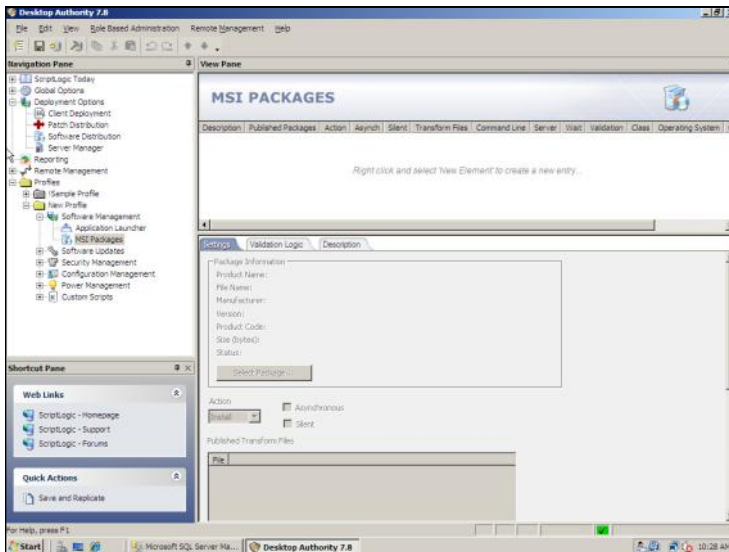 Desktop Authority 7.8
File Edit View Role Based Administration Remote Management Help
Navigation Pane
ScriptLogic Today
Global Options
Deployment Options
Client Deployment
Patch Distribution
Software Distribution
Server Manager
Reporting
Remote Management
Profiles
!Sample Profile
New Profile
Software Management
Application Launcher
MSI Packages
Software Updates
Security Management
Configuration Management
Power Management
Custom Scripts
Shortcut Pane
Web Links
ScriptLogic - Homepage
ScriptLogic - Support
ScriptLogic - Forums
Quick Actions
Save and Replicate
View Pane
MSI PACKAGES
Description Published Packages Action Asynch Silent Transform Files Command Line Server Wait Validation Class Operating System
Right click and select 'New Element' to create a new entry...
Settings Validation Logic Description
Package Information
Product Name:
File Name:
Manufacturer:
Version:
Product Code:
Size (bytes):
Status:
Select Package ...
Action
Install
Asynchronous
Silent
Published Transform Files
File
For Help, press F1
Start Microsoft SQL Server Ma... Desktop Authority 7.8 10:28 AM